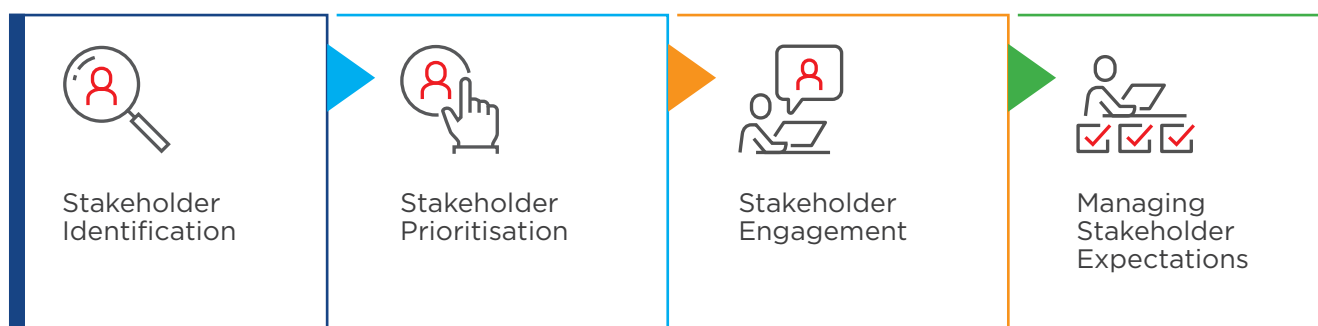 Stakeholder
Identification
Stakeholder
Prioritisation
Stakeholder
Engagement
Managing
Stakeholder
Expectations